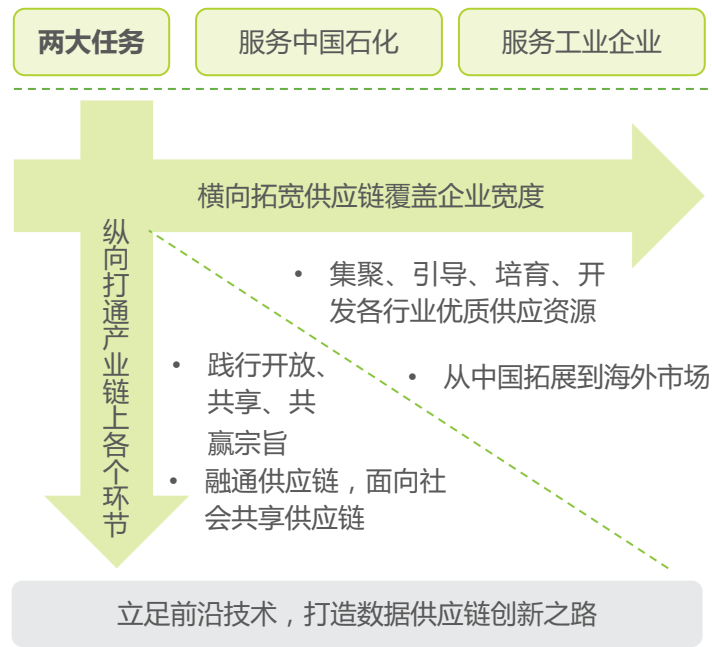 两大任务
服务中国石化
服务工业企业
横向拓宽供应链覆盖企业宽度
纵向打通产业链上各个环节
• 集聚、引导、培育、开
发各行业优质供应资源
• 从中国拓展到海外市场
• 践行开放、
共享、共
赢宗旨
• 融通供应链，面向社
会共享供应链
立足前沿技术，打造数据供应链创新之路